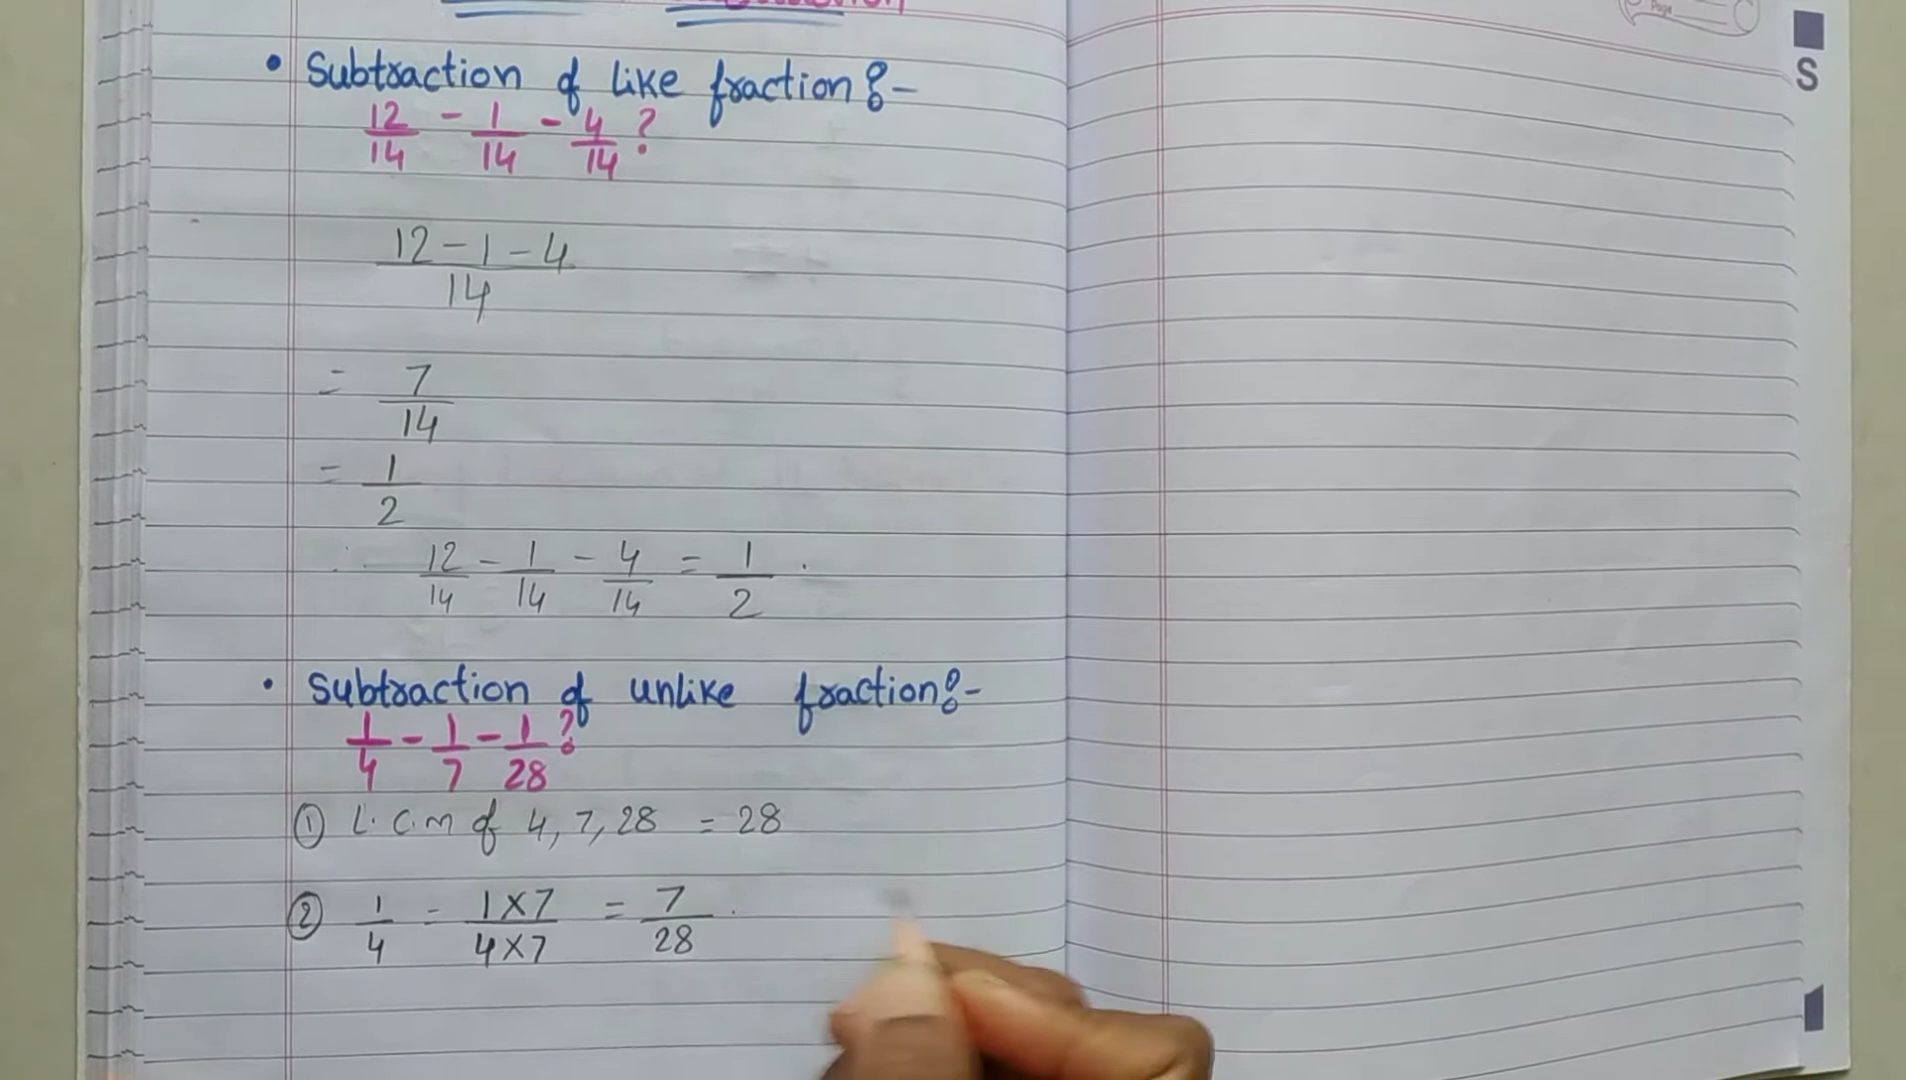 • Subtraction of like fraction :-
12/14 - 1/14 - 4/14 ?
12 - 1 - 4 / 14
= 7/14
= 1/2
∴ 12/14 - 1/14 - 4/14 = 1/2 .
• Subtraction of unlike fraction :-
1/4 - 1/7 - 1/28 ?
① L.C.M of 4, 7, 28 = 28
② 1/4 = 1×7/4×7 = 7/28 .
Page
S